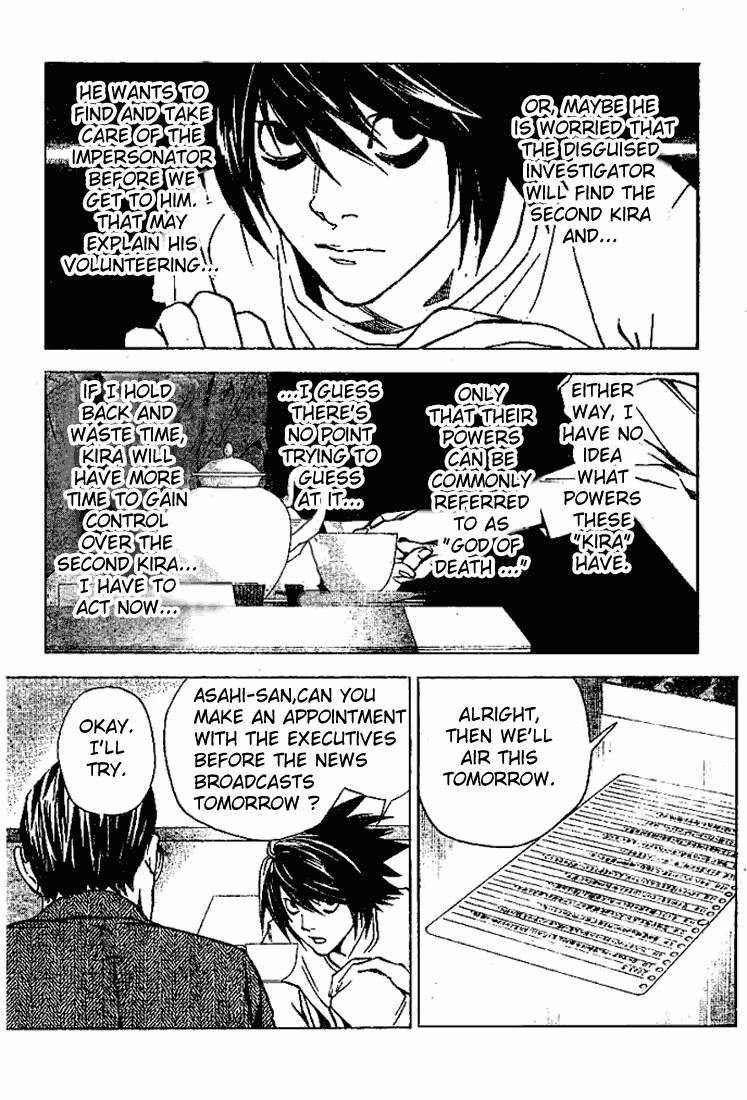 OR, MAYBE HE
IS WORRIED THAT
THE DISGUISED
INVESTIGATOR
WILL FIND THE
SECOND KIRA
AND...
HE WANTS TO
FIND AND TAKE
CARE OF THE
IMPERSONATOR
BEFORE WE
GET TO HIM.
THAT MAY
EXPLAIN HIS
VOLUNTEERING...
EITHER
WAY, I
HAVE NO
IDEA
WHAT
POWERS
THESE
"KIRA"
HAVE.
ONLY
THAT THEIR
POWERS
CAN BE
COMMONLY
REFERRED
TO AS
"GOD OF
DEATH ..."
...I GUESS
THERE'S
NO POINT
TRYING TO
GUESS
AT IT...
IF I HOLD
BACK AND
WASTE TIME,
KIRA WILL
HAVE MORE
TIME TO GAIN
CONTROL
OVER THE
SECOND KIRA...
I HAVE TO
ACT NOW...
ALRIGHT,
THEN WE'LL
AIR THIS
TOMORROW.
ASAHI-SAN,CAN YOU
MAKE AN APPOINTMENT
WITH THE EXECUTIVES
BEFORE THE NEWS
BROADCASTS
TOMORROW ?
OKAY.
I'LL
TRY.